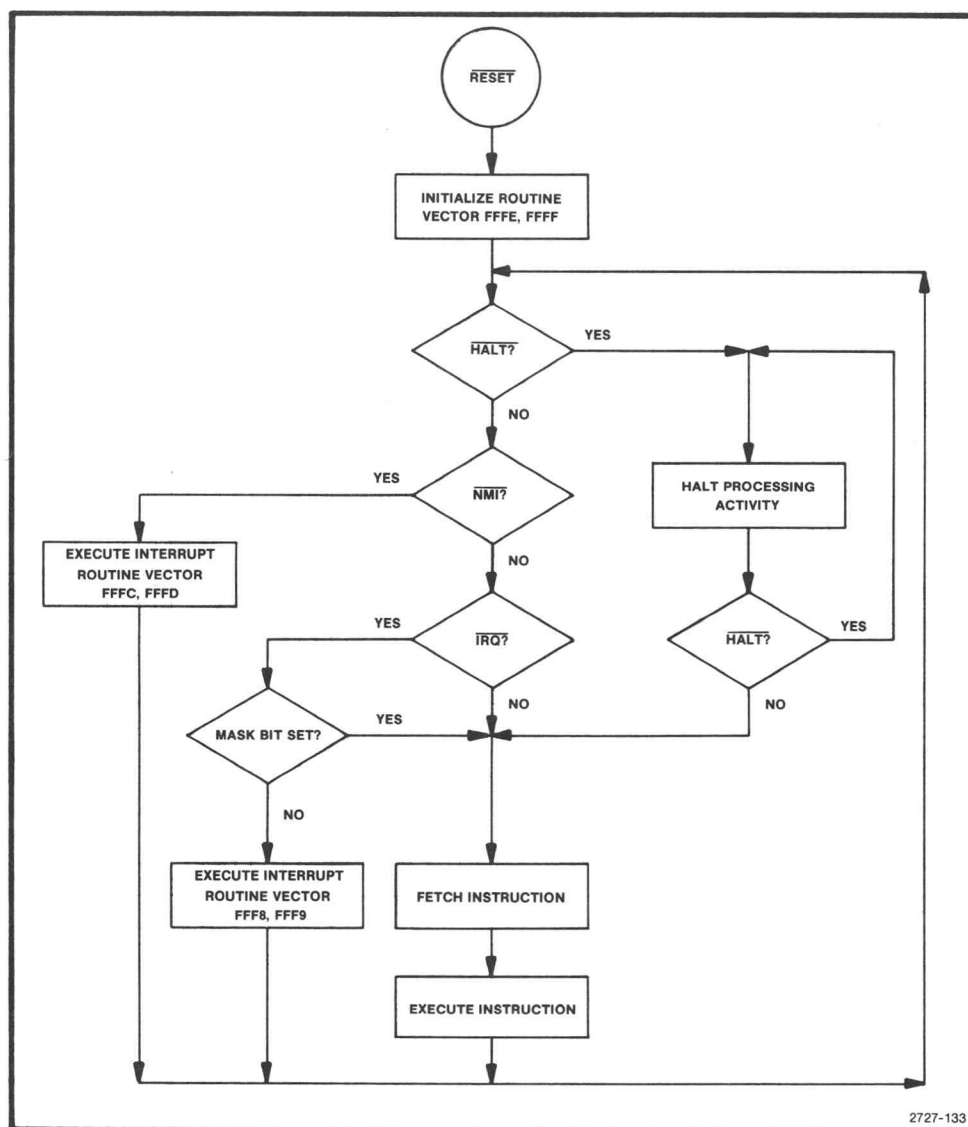 RESET
INITIALIZE ROUTINE
VECTOR FFFE, FFFF
HALT?
YES
NO
YES
NMI?
HALT PROCESSING
ACTIVITY
EXECUTE INTERRUPT
ROUTINE VECTOR
FFFC, FFFD
NO
YES
IRQ?
HALT?
YES
NO
NO
MASK BIT SET?
YES
NO
EXECUTE INTERRUPT
ROUTINE VECTOR
FFF8, FFF9
FETCH INSTRUCTION
EXECUTE INSTRUCTION
2727-133